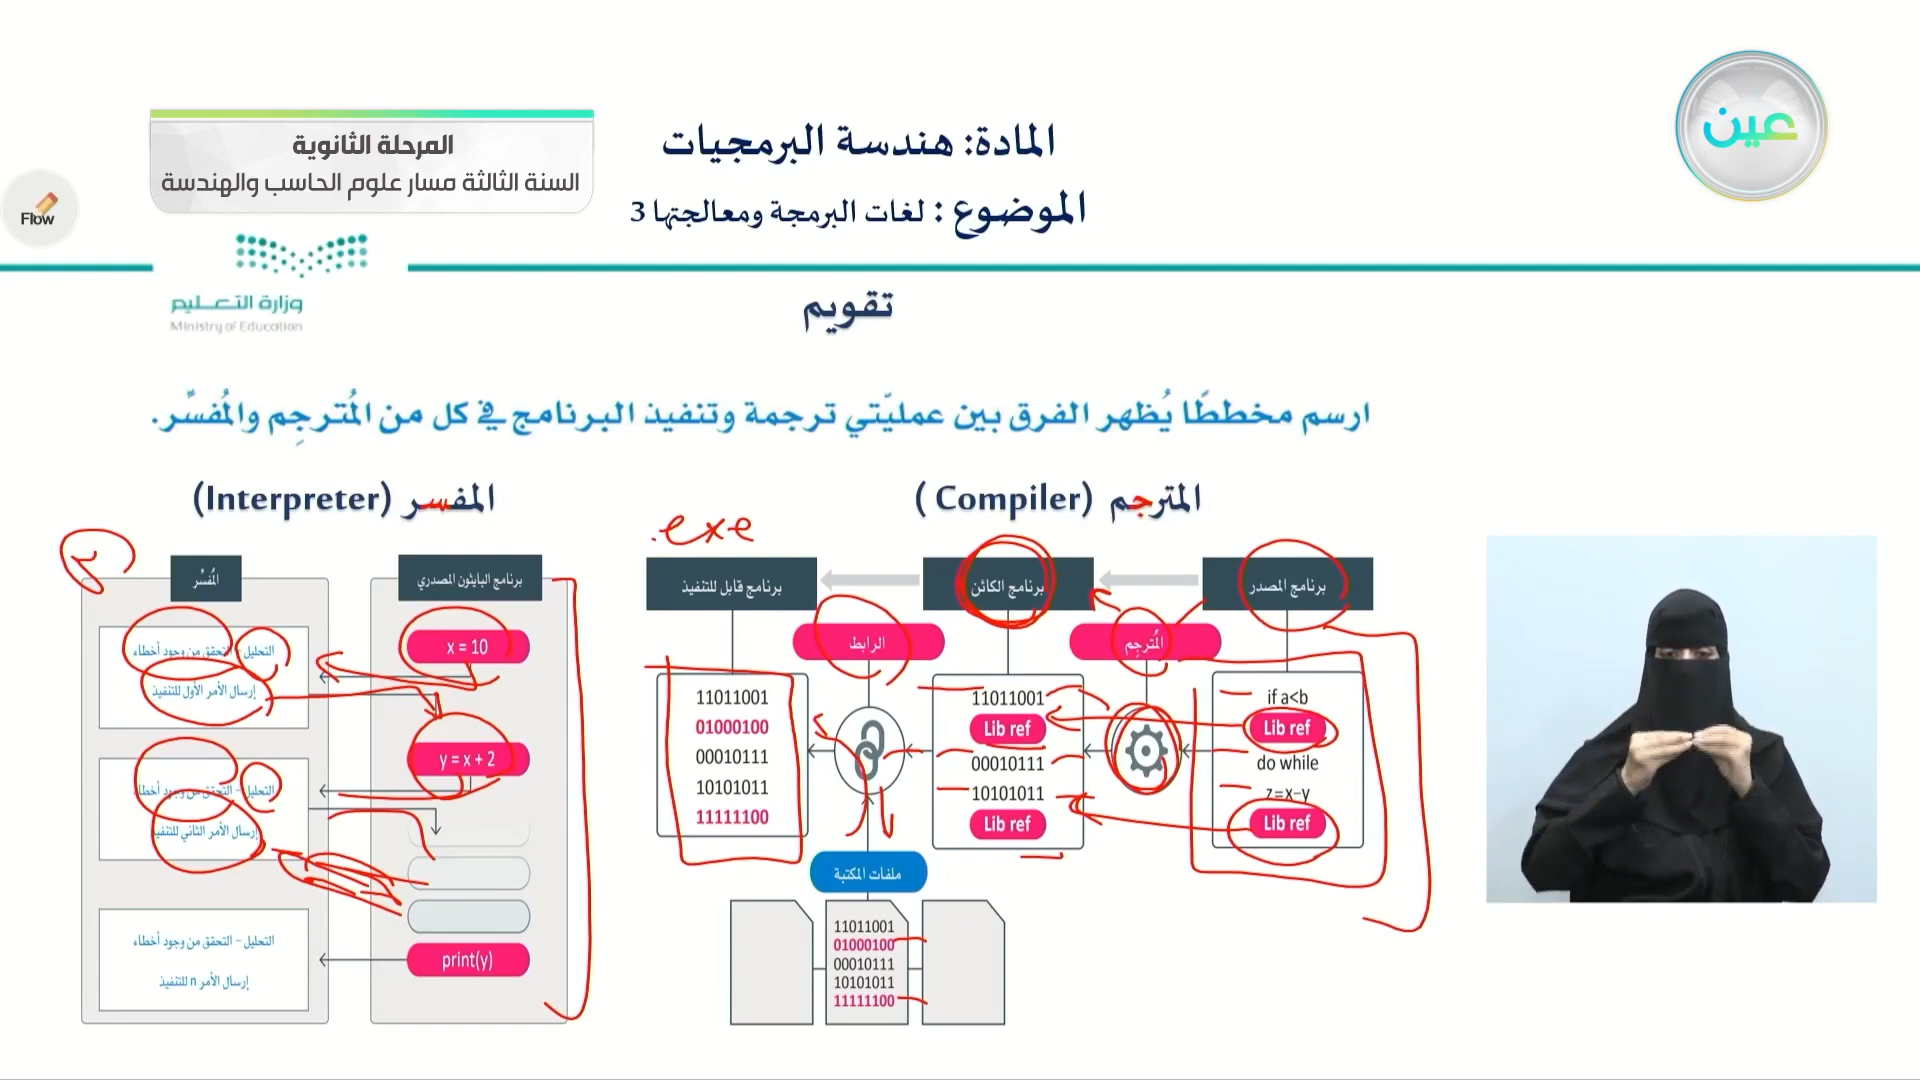 عين
المادة: هندسة البرمجيات
الموضوع : لغات البرمجة ومعالجتها 3
المرحلة الثانوية
السنة الثالثة مسار علوم الحاسب والهندسة
Flow
وزارة التعـليم
Ministry of Education
تقويم
ارسم مخططًا يُظهر الفرق بين عمليّتي ترجمة وتنفيذ البرنامج في كل من المُترجِم والمُفسِّر.
المترجم (Compiler )
برنامج المصدر
برنامج الكائن
برنامج قابل للتنفيذ
.exe
المُترجِم
الرابط
if a<b
Lib ref
do while
z=x-y
Lib ref
11011001
Lib ref
00010111
10101011
Lib ref
11011001
01000100
00010111
10101011
11111100
ملفات المكتبة
11011001
01000100
00010111
10101011
11111100
المفسر (Interpreter)
برنامج البايثون المصدري
المُفسِّر
x = 10
التحليل – التحقق من وجود أخطاء
إرسال الأمر الأول للتنفيذ
y = x + 2
التحليل – التحقق من وجود أخطاء
إرسال الأمر الثاني للتنفيذ
print(y)
التحليل – التحقق من وجود أخطاء
إرسال الأمر n للتنفيذ